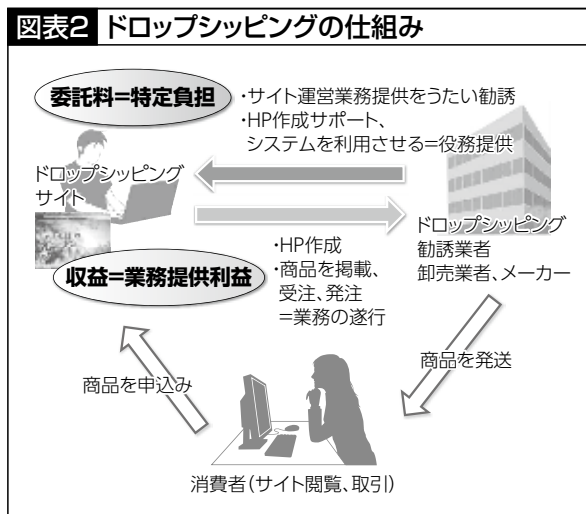 図表2 ドロップシッピングの仕組み
委託料=特定負担
・サイト運営業務提供をうたい勧誘
・HP作成サポート、
システムを利用させる=役務提供
ドロップシッピング
サイト
ドロップシッピング
勧誘業者
卸売業者、メーカー
収益=業務提供利益
・HP作成
・商品を掲載、
受注、発注
=業務の遂行
商品を申込み
商品を発送
消費者(サイト閲覧、取引)